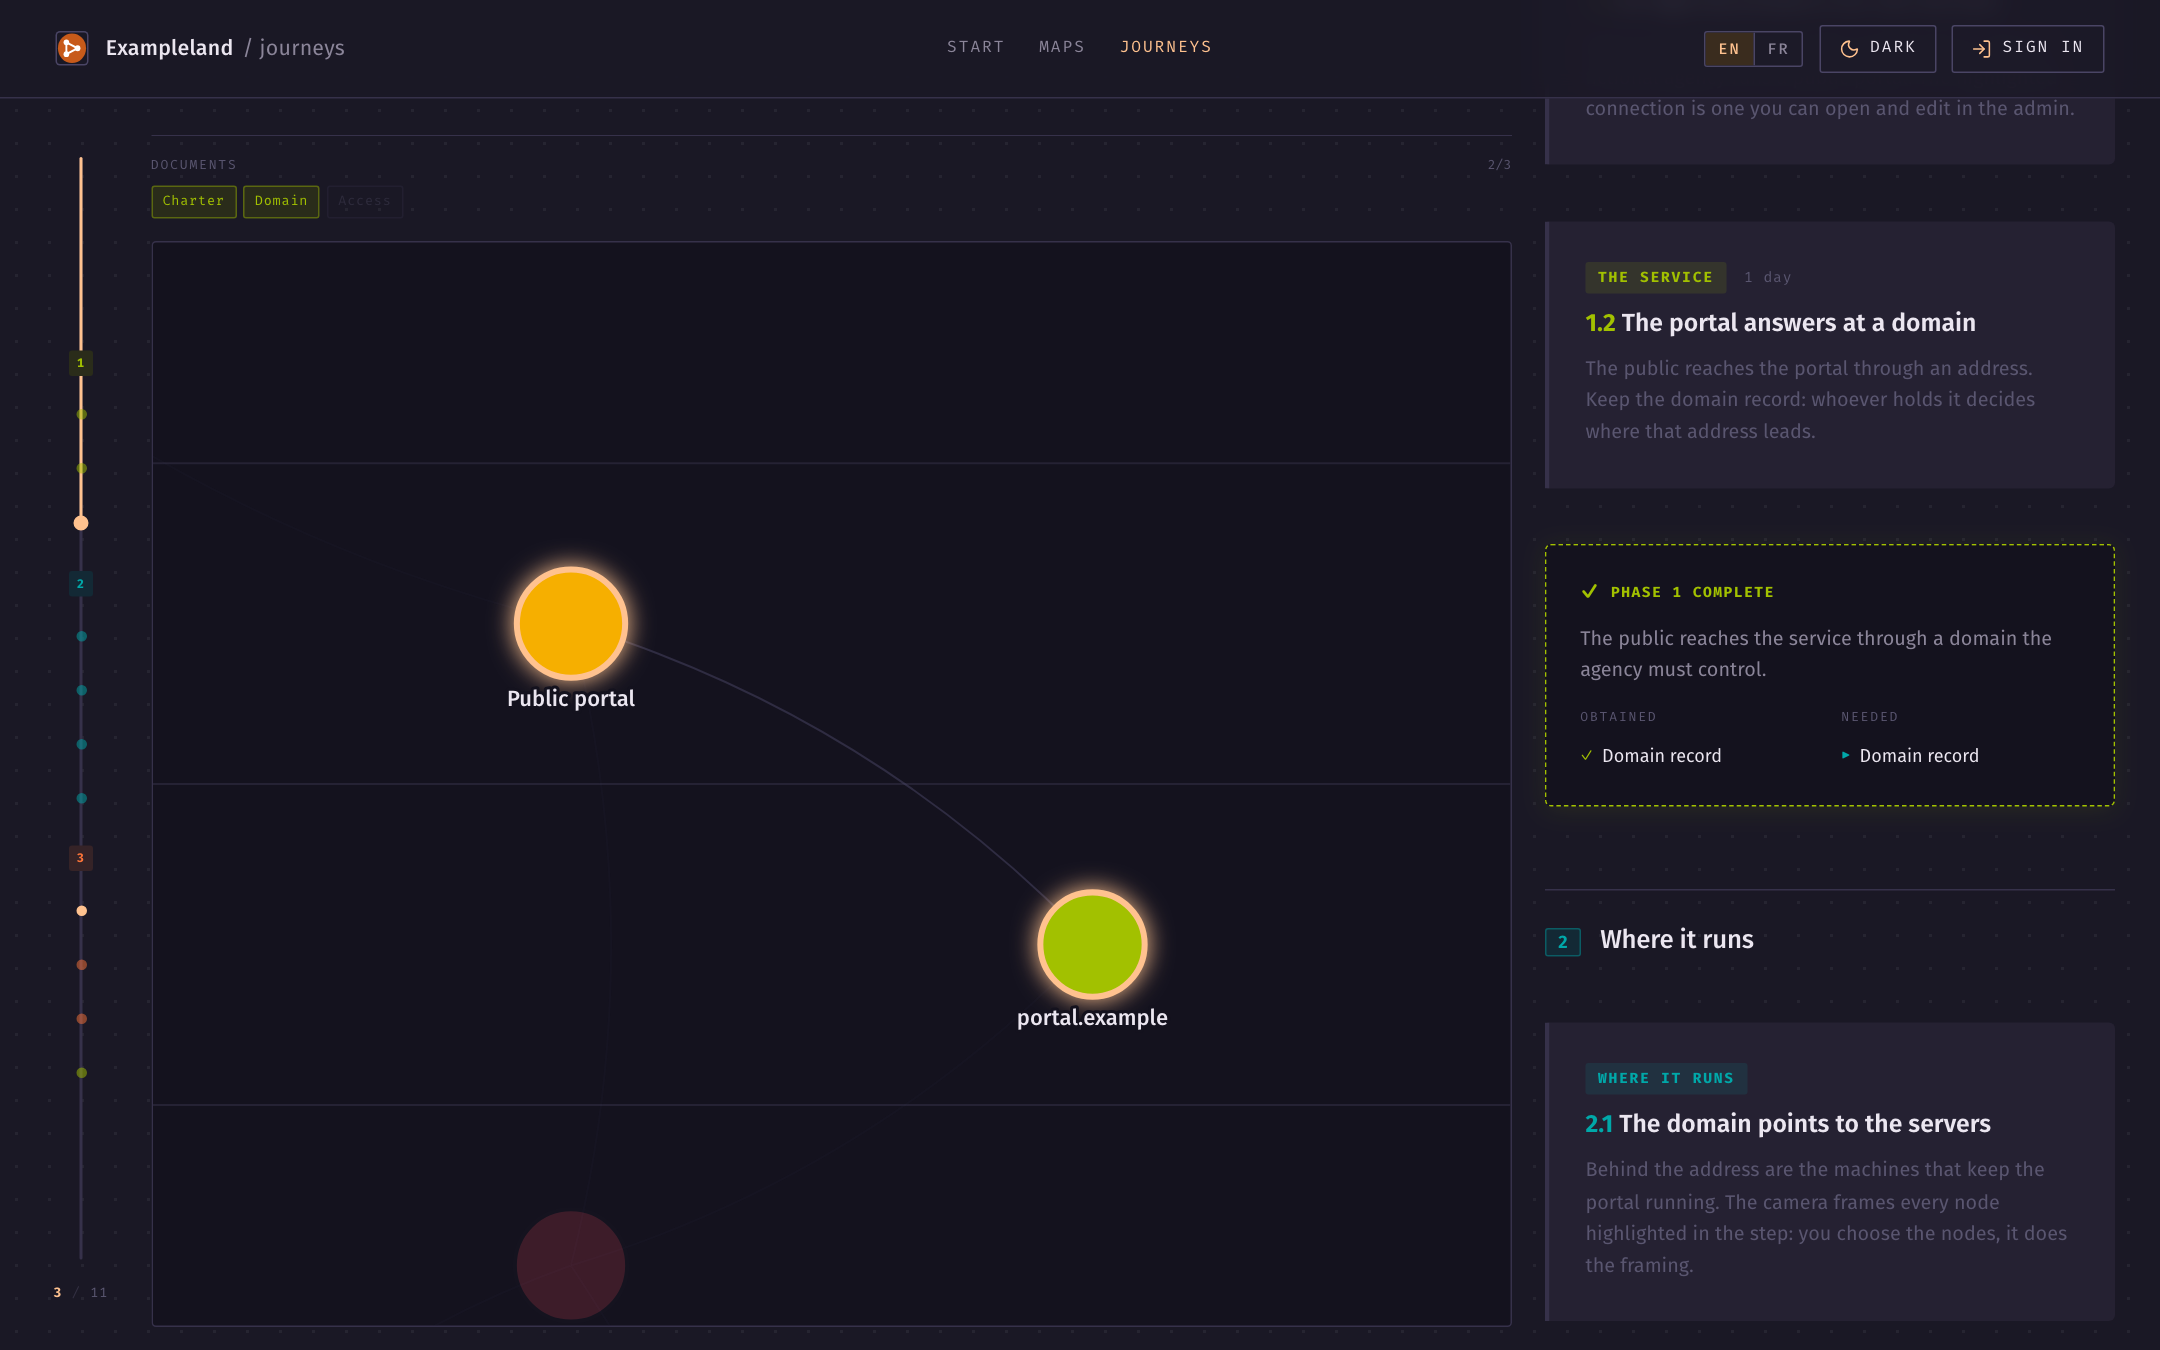 Exampleland / journeys
START MAPS JOURNEYS
EN FR
DARK
SIGN IN
DOCUMENTS 2/3
Charter Domain Access
1
2
3
3 / 11
Public portal
portal.example
connection is one you can open and edit in the admin.
THE SERVICE 1 day
1.2 The portal answers at a domain
The public reaches the portal through an address.
Keep the domain record: whoever holds it decides
where that address leads.
✓ PHASE 1 COMPLETE
The public reaches the service through a domain the
agency must control.
OBTAINED NEEDED
✓ Domain record ▸ Domain record
2 Where it runs
WHERE IT RUNS
2.1 The domain points to the servers
Behind the address are the machines that keep the
portal running. The camera frames every node
highlighted in the step: you choose the nodes, it does
the framing.